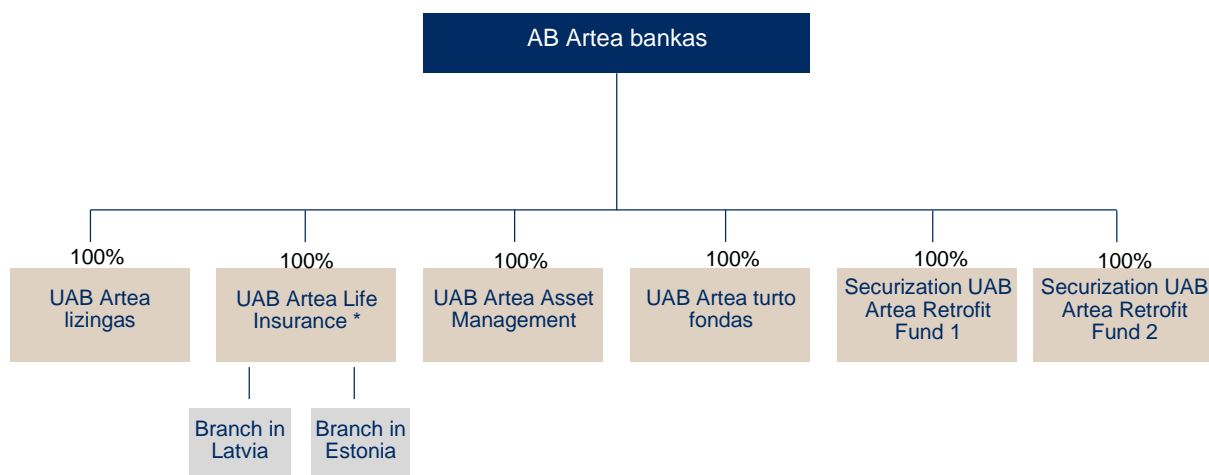 AB Artea bankas
100%
100%
100%
100%
100%
100%
UAB Artea
lizingas
UAB Artea Life
Insurance *
UAB Artea Asset
Management
UAB Artea turto
fondas
Securization UAB
Artea Retrofit
Fund 1
Securization UAB
Artea Retrofit
Fund 2
Branch in
Latvia
Branch in
Estonia